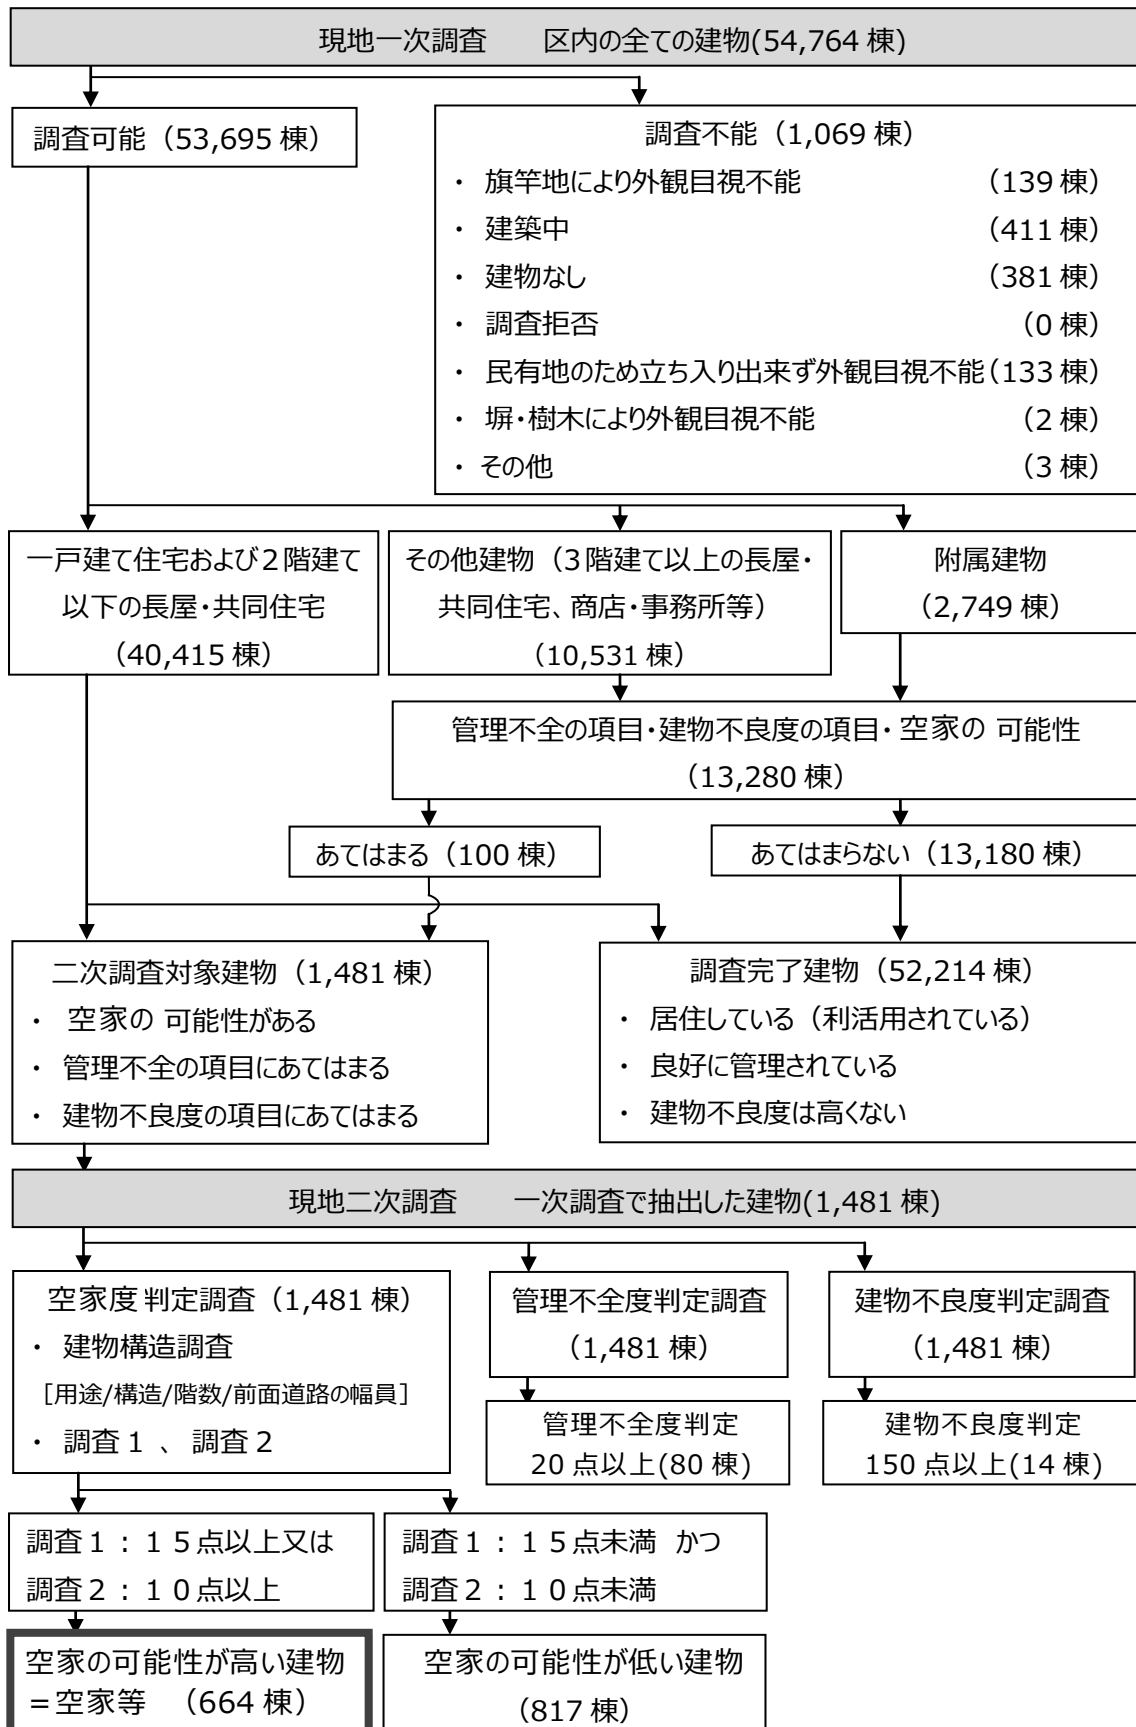 現地一次調査　　区内の全ての建物(54,764 棟)
調査可能（53,695 棟）
調査不能（1,069 棟）
・ 旗竿地により外観目視不能 （139 棟）
・ 建築中 （411 棟）
・ 建物なし （381 棟）
・ 調査拒否 （0 棟）
・ 民有地のため立ち入り出来ず外観目視不能（133 棟）
・ 塀・樹木により外観目視不能 （2 棟）
・ その他 （3 棟）
一戸建て住宅および２階建て
以下の長屋・共同住宅
（40,415 棟）
その他建物（３階建て以上の長屋・
共同住宅、商店・事務所等）
（10,531 棟）
附属建物
（2,749 棟）
管理不全の項目・建物不良度の項目・空家の 可能性
（13,280 棟）
あてはまる（100 棟）
あてはまらない（13,180 棟）
二次調査対象建物（1,481 棟）
・ 空家の 可能性がある
・ 管理不全の項目にあてはまる
・ 建物不良度の項目にあてはまる
調査完了建物（52,214 棟）
・ 居住している（利活用されている）
・ 良好に管理されている
・ 建物不良度は高くない
現地二次調査　　一次調査で抽出した建物(1,481 棟)
空家度 判定調査（1,481 棟）
・ 建物構造調査
［用途/構造/階数/前面道路の幅員］
・ 調査１ 、 調査２
管理不全度判定調査
（1,481 棟）
建物不良度判定調査
（1,481 棟）
管理不全度判定
20 点以上(80 棟)
建物不良度判定
150 点以上(14 棟)
調査１：１５点以上又は
調査２：１０点以上
調査１：１５点未満 かつ
調査２：１０点未満
空家の可能性が高い建物
＝空家等 （664 棟）
空家の可能性が低い建物
（817 棟）